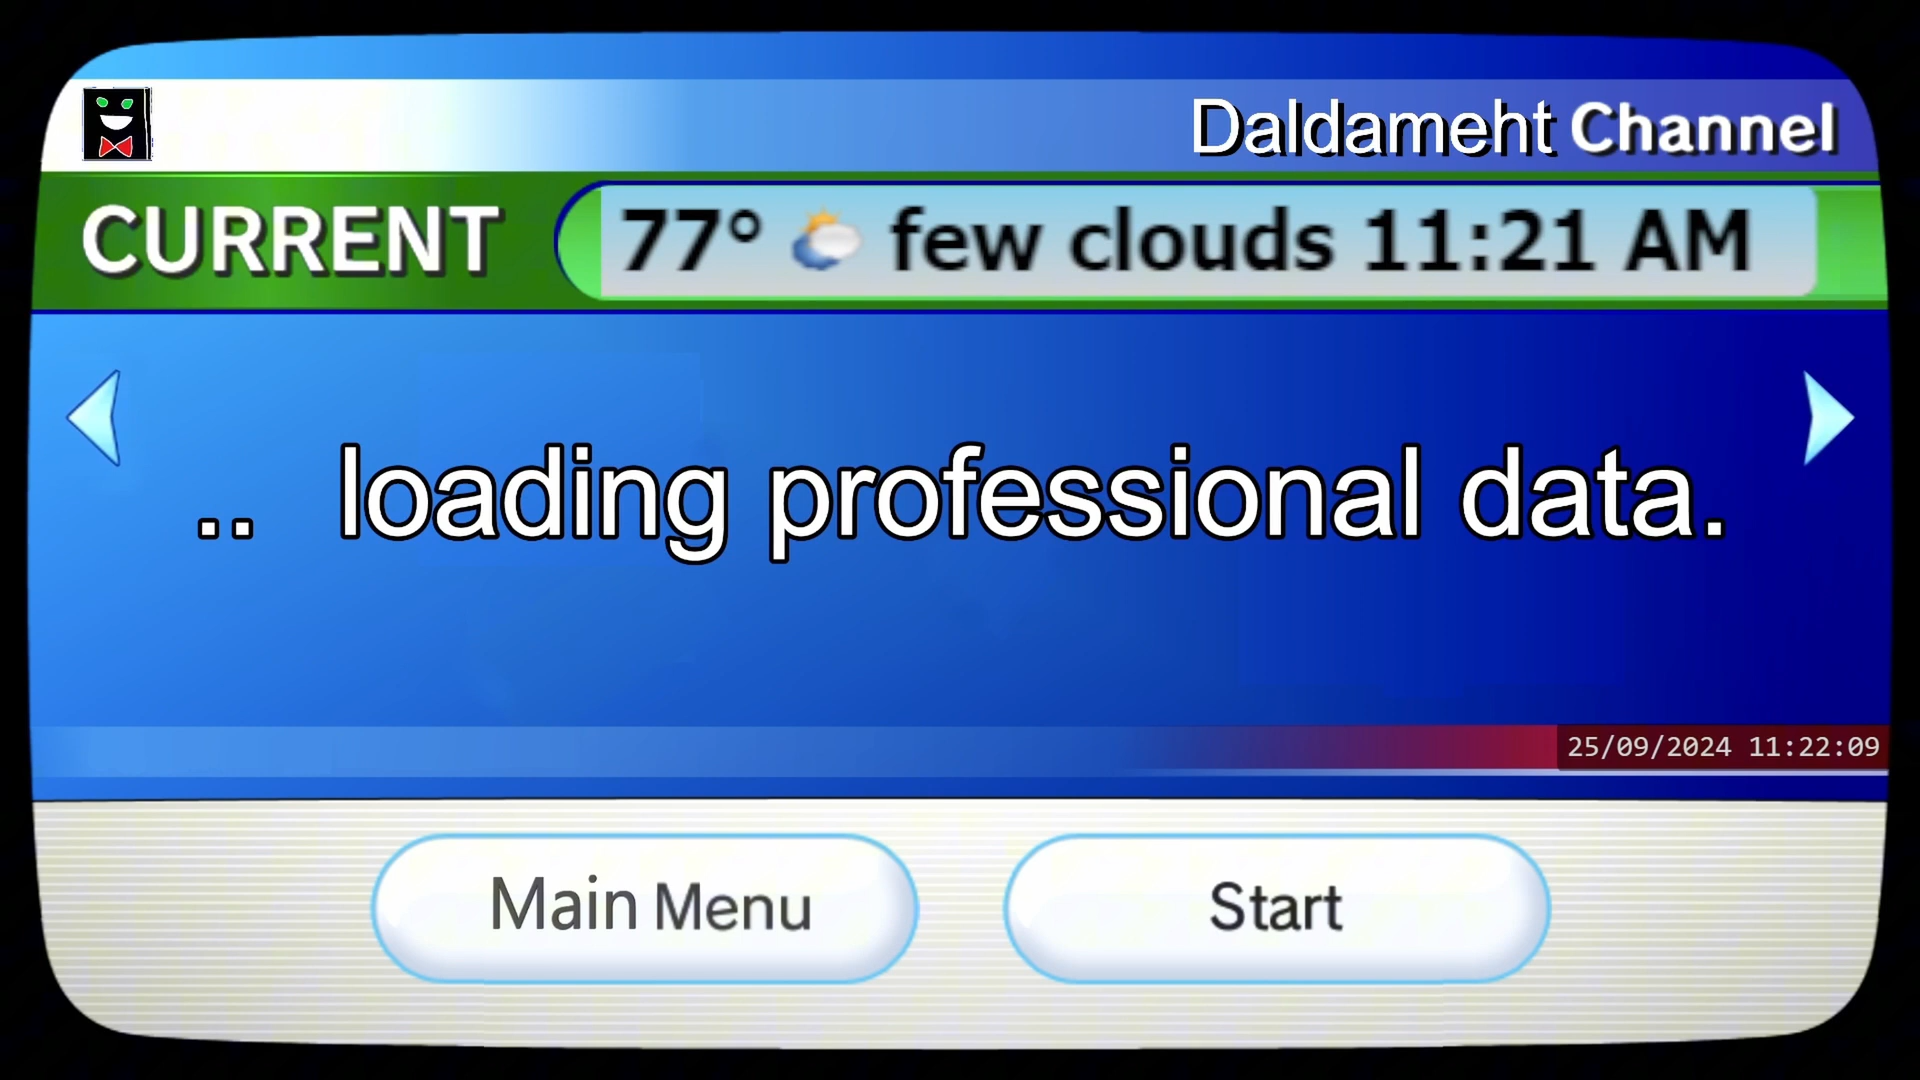 Daldameht Channel
CURRENT
77° few clouds 11:21 AM
.. loading professional data.
25/09/2024 11:22:09
Main Menu
Start